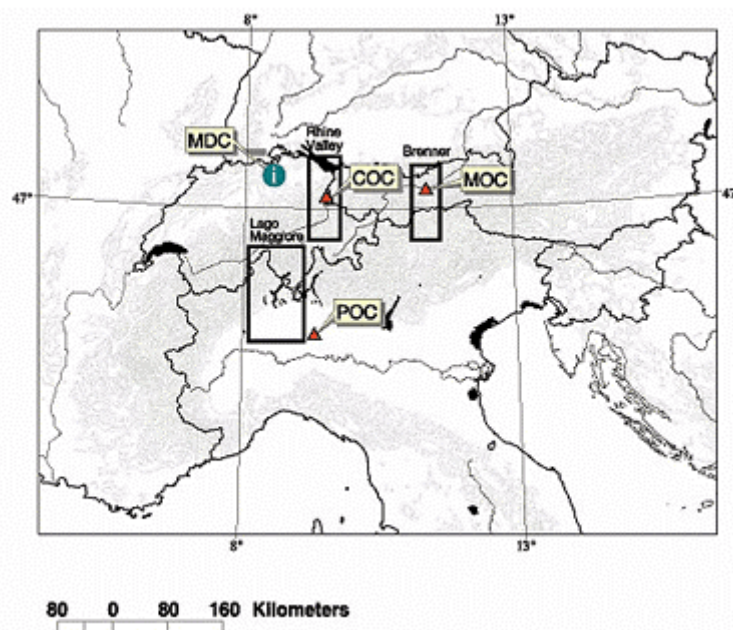 8° 13°
MDC
Rhine
Valley
Brenner
i
COC
MOC
47° 47
Lago
Maggiore
POC
8° 13°
80 0 80 160 Kilometers